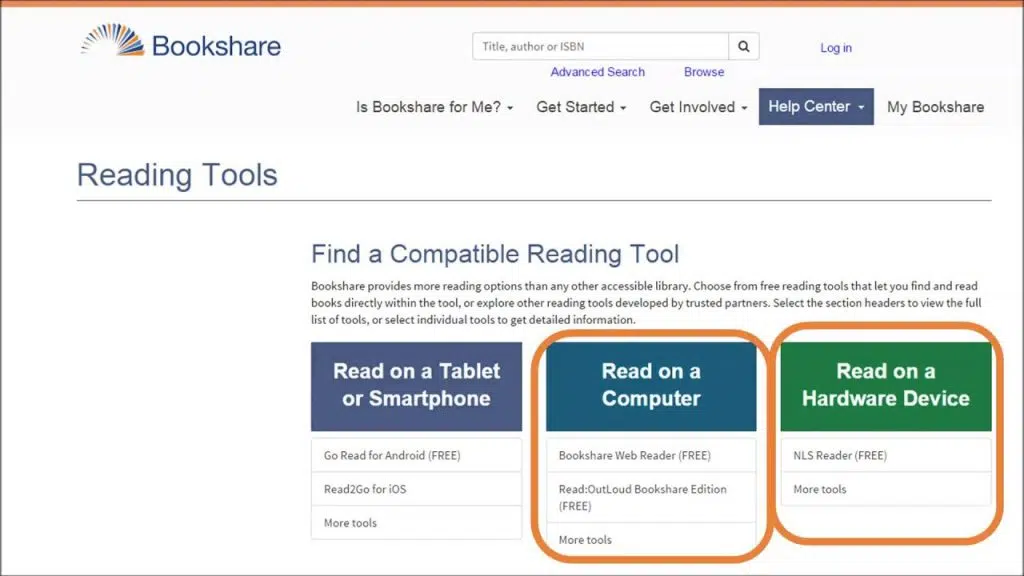 Bookshare
Title, author or ISBN
Log in
Advanced Search Browse
Is Bookshare for Me? Get Started Get Involved Help Center My Bookshare
Reading Tools
Find a Compatible Reading Tool
Bookshare provides more reading options than any other accessible library. Choose from free reading tools that let you find and read
books directly within the tool, or explore other reading tools developed by trusted partners. Select the section headers to view the full
list of tools, or select individual tools to get detailed information.
Read on a Tablet
or Smartphone
Go Read for Android (FREE)
Read2Go for iOS
More tools
Read on a
Computer
Bookshare Web Reader (FREE)
Read:OutLoud Bookshare Edition
(FREE)
More tools
Read on a
Hardware Device
NLS Reader (FREE)
More tools